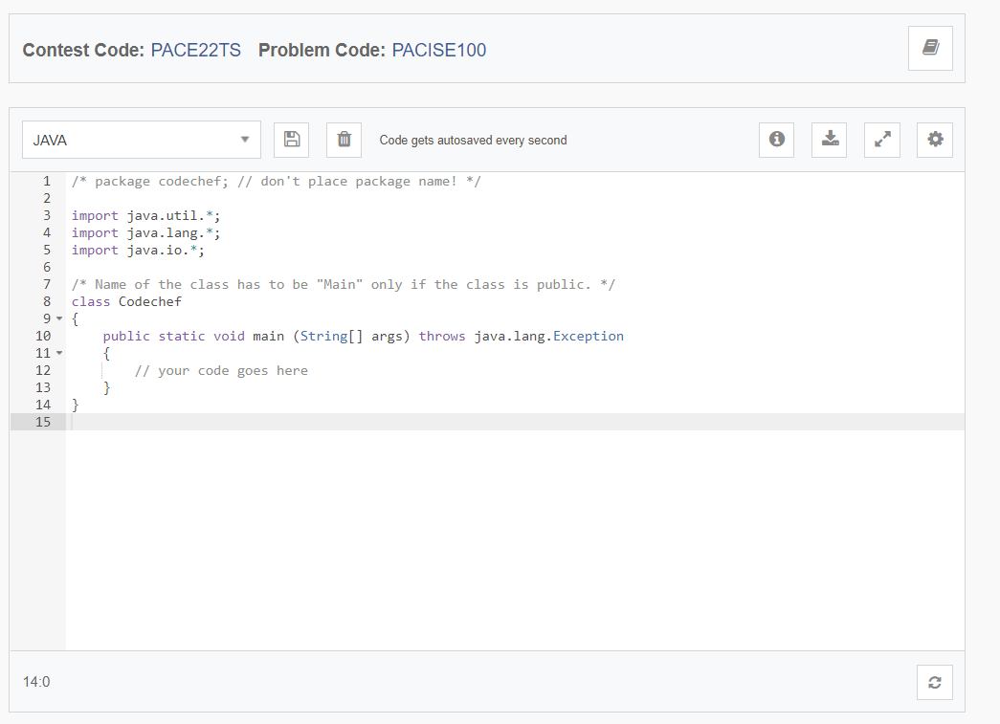 Contest Code: PACE22TS Problem Code: PACISE100
JAVA
Code gets autosaved every second
1 /* package codechef; // don't place package name! */
2
3 import java.util.*;
4 import java.lang.*;
5 import java.io.*;
6
7 /* Name of the class has to be "Main" only if the class is public. */
8 class Codechef
9 {
10 public static void main (String[] args) throws java.lang.Exception
11 {
12 // your code goes here
13 }
14 }
15
14:0